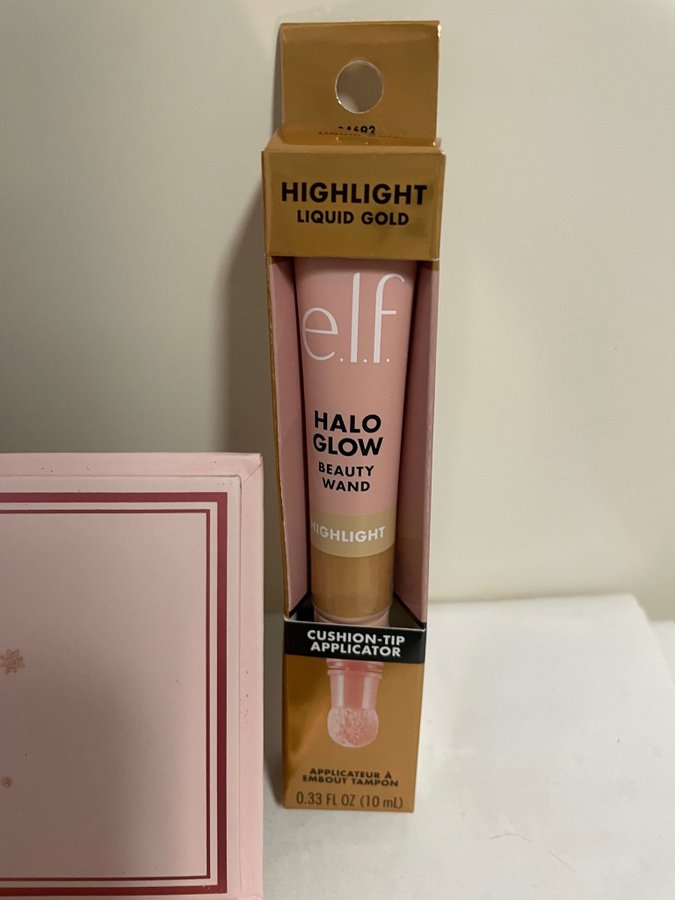 HIGHLIGHT
LIQUID GOLD
e.l.f.
HALO
GLOW
BEAUTY
WAND
HIGHLIGHT
CUSHION-TIP
APPLICATOR
APPLICATEUR À
EMBOUT TAMPON
0.33 FL OZ (10 mL)